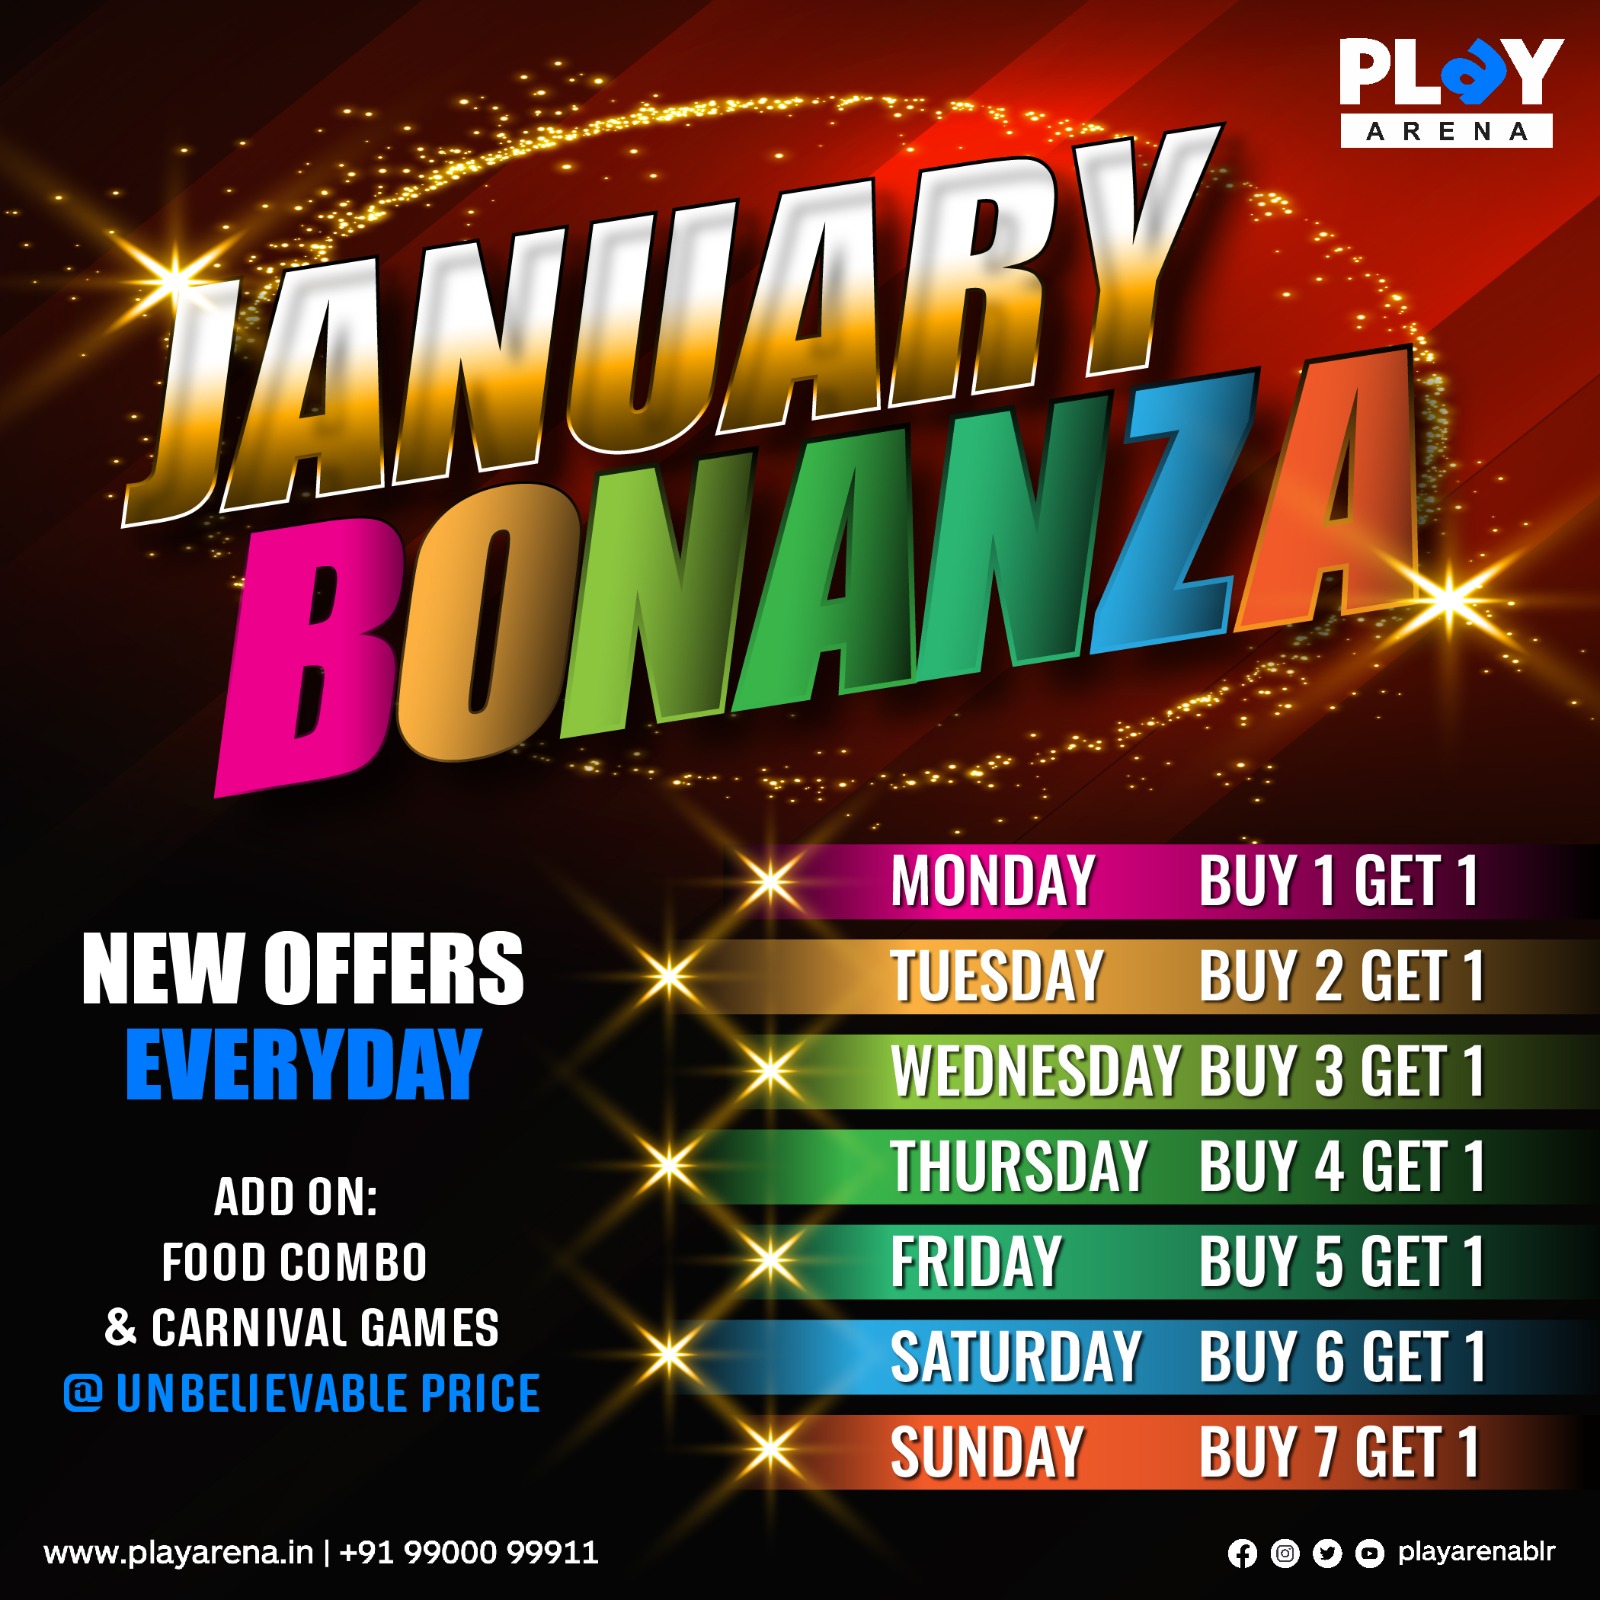 PLAY
ARENA
JANUARY
BONANZA
NEW OFFERS
EVERYDAY
ADD ON:
FOOD COMBO
& CARNIVAL GAMES
@ UNBELIEVABLE PRICE
MONDAY BUY 1 GET 1
TUESDAY BUY 2 GET 1
WEDNESDAY BUY 3 GET 1
THURSDAY BUY 4 GET 1
FRIDAY BUY 5 GET 1
SATURDAY BUY 6 GET 1
SUNDAY BUY 7 GET 1
www.playarena.in | +91 99000 99911
playarenablr